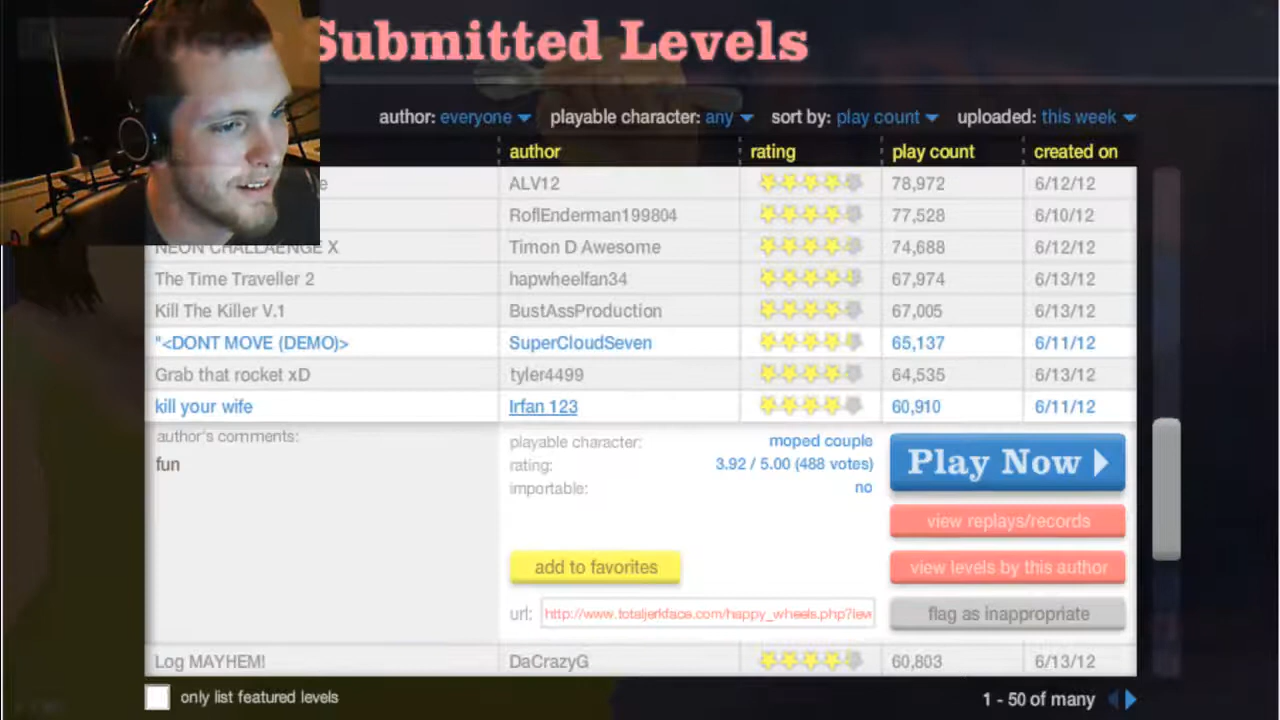 Submitted Levels
author: everyone playable character: any sort by: play count uploaded: this week
author rating play count created on
ALV12 78,972 6/12/12
RoflEnderman199804 77,528 6/10/12
NEON CHALLAENGE X Timon D Awesome 74,688 6/12/12
The Time Traveller 2 hapwheelfan34 67,974 6/13/12
Kill The Killer V.1 BustAssProduction 67,005 6/13/12
"<DONT MOVE (DEMO)> SuperCloudSeven 65,137 6/11/12
Grab that rocket xD tyler4499 64,535 6/13/12
kill your wife Irfan 123 60,910 6/11/12
author's comments:
fun
playable character: moped couple
rating: 3.92 / 5.00 (488 votes)
importable: no
Play Now
view replays/records
add to favorites
view levels by this author
url: http://www.totaljerkface.com/happy_wheels.php?lev
flag as inappropriate
Log MAYHEM! DaCrazyG 60,803 6/13/12
only list featured levels
1 - 50 of many